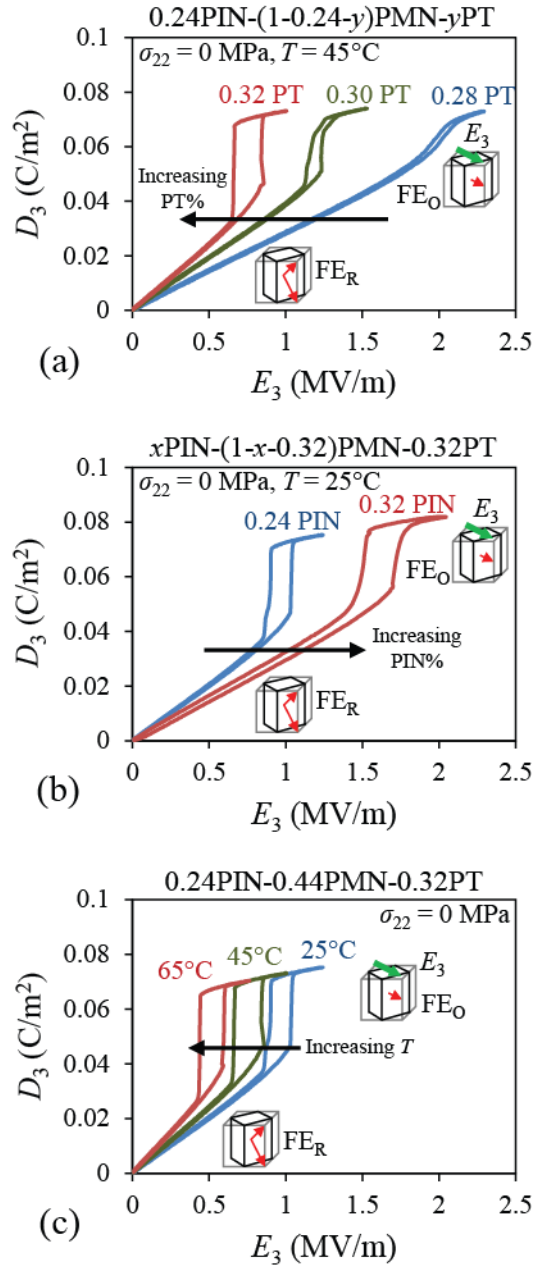 0.24PIN-(1-0.24-y)PMN-yPT
σ22 = 0 MPa, T = 45°C
0.32 PT
0.30 PT
0.28 PT
E3
FEO
Increasing
PT%
FER
D3 (C/m²)
0.1
0.08
0.06
0.04
0.02
0
0
0.5
1
1.5
2
2.5
E3 (MV/m)
(a)
xPIN-(1-x-0.32)PMN-0.32PT
σ22 = 0 MPa, T = 25°C
0.24 PIN
0.32 PIN
E3
FEO
Increasing
PIN%
FER
D3 (C/m²)
0.1
0.08
0.06
0.04
0.02
0
0
0.5
1
1.5
2
2.5
E3 (MV/m)
(b)
0.24PIN-0.44PMN-0.32PT
σ22 = 0 MPa
65°C
45°C
25°C
E3
FEO
Increasing T
FER
D3 (C/m²)
0.1
0.08
0.06
0.04
0.02
0
0
0.5
1
1.5
2
2.5
E3 (MV/m)
(c)